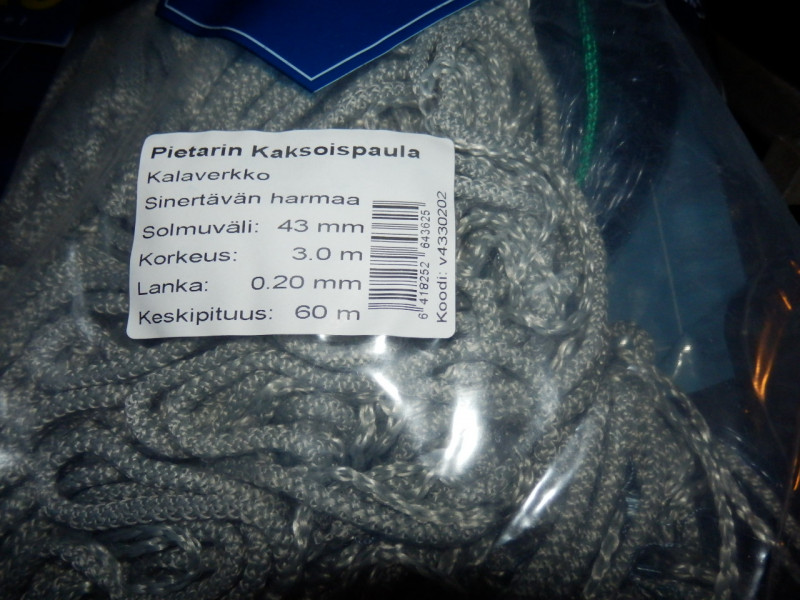 Pietarin Kaksoispaula
Kalaverkko
Sinertävän harmaa
Solmuväli: 43 mm
Korkeus: 3.0 m
Lanka: 0.20 mm
Keskipituus: 60 m
6 418252 643625
Koodi: v4330202